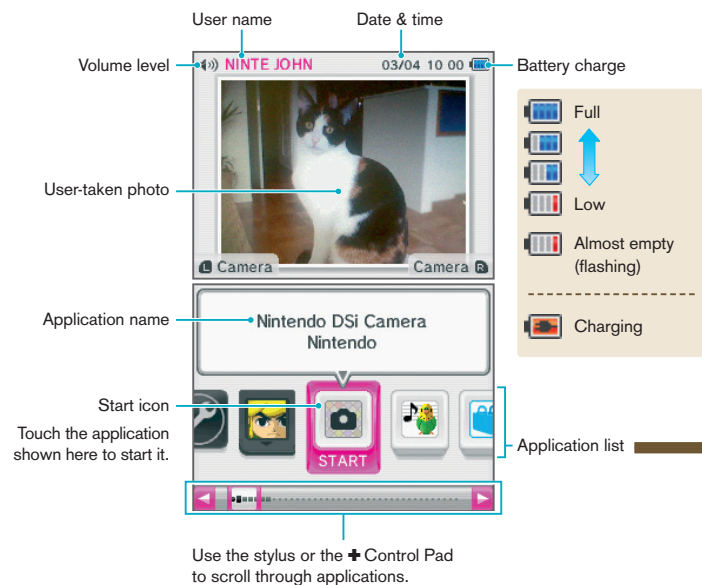 User name
Date & time
Volume level
NINTE JOHN
03/04 10 00
Battery charge
Full
Low
Almost empty
(flashing)
Charging
User-taken photo
L Camera
Camera R
Application name
Nintendo DSi Camera
Nintendo
Start icon
Touch the application
shown here to start it.
START
Application list
Use the stylus or the ✚ Control Pad
to scroll through applications.